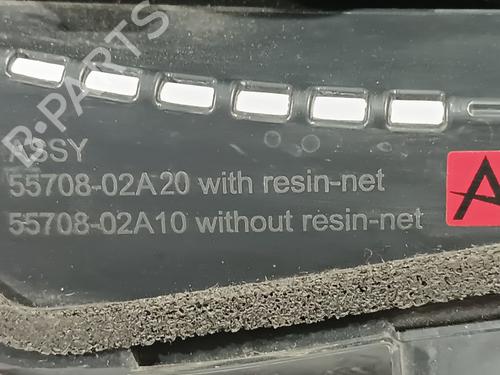 B-PARTS
ASSY
55708-02A20 with resin-net
55708-02A10 without resin-net
A